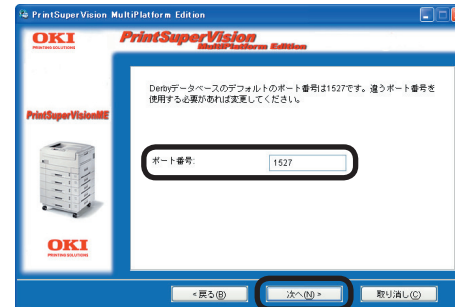 PrintSuperVision MultiPlatform Edition
OKI
PRINTING SOLUTIONS
PrintSuperVision
MultiPlatform Edition
Derbyデータベースのデフォルトのポート番号は1527です。違うポート番号を
使用する必要があれば変更してください。
PrintSuperVisionME
ポート番号:
1527
OKI
PRINTING SOLUTIONS
<戻る(B)
次へ(N)>
取り消し(C)